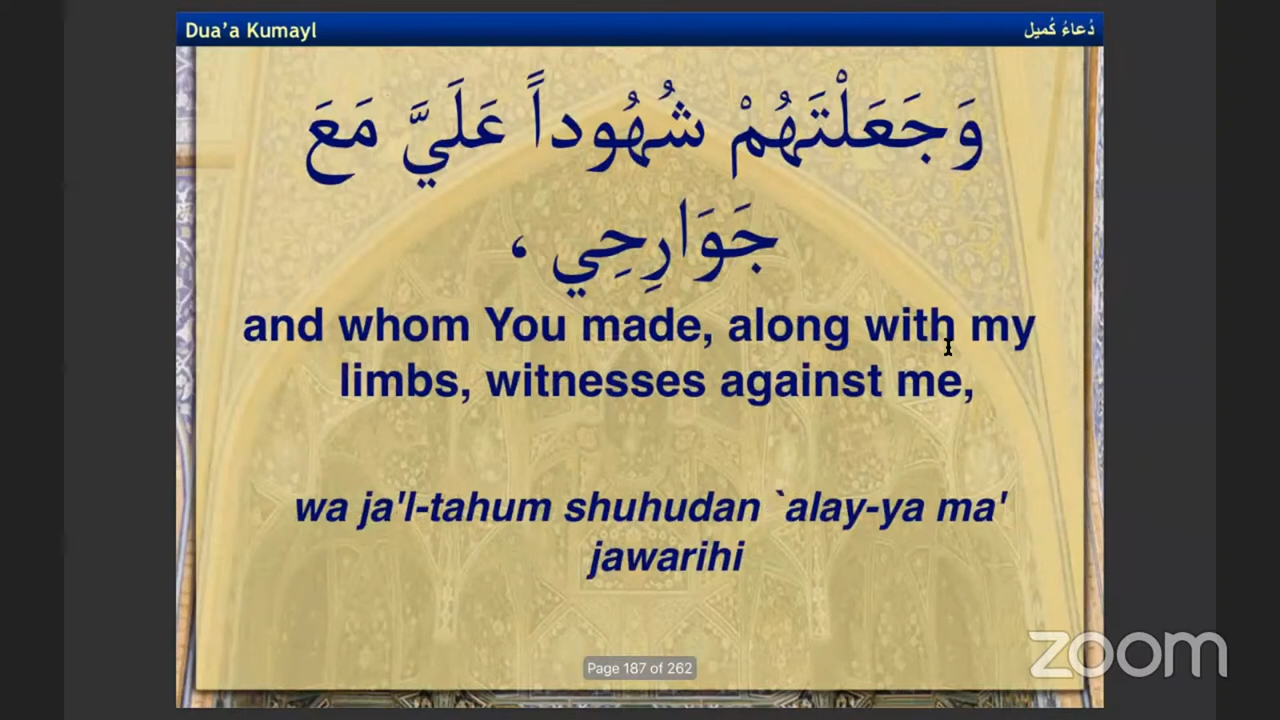 Dua’a Kumayl
دُعاءُ كُميل
وَجَعَلْتَهُمْ شُهُوداً عَلَيَّ مَعَ
جَوَارِحِي ،
and whom You made, along with my
limbs, witnesses against me,
wa ja'l-tahum shuhudan `alay-ya ma'
jawarihi
Page 187 of 262
zoom